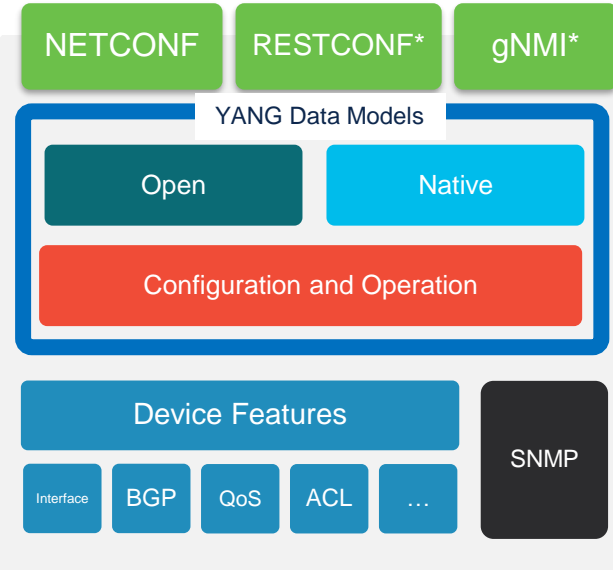 NETCONF
RESTCONF*
gNMI*
YANG Data Models
Open
Native
Configuration and Operation
Device Features
SNMP
Interface
BGP
QoS
ACL
…